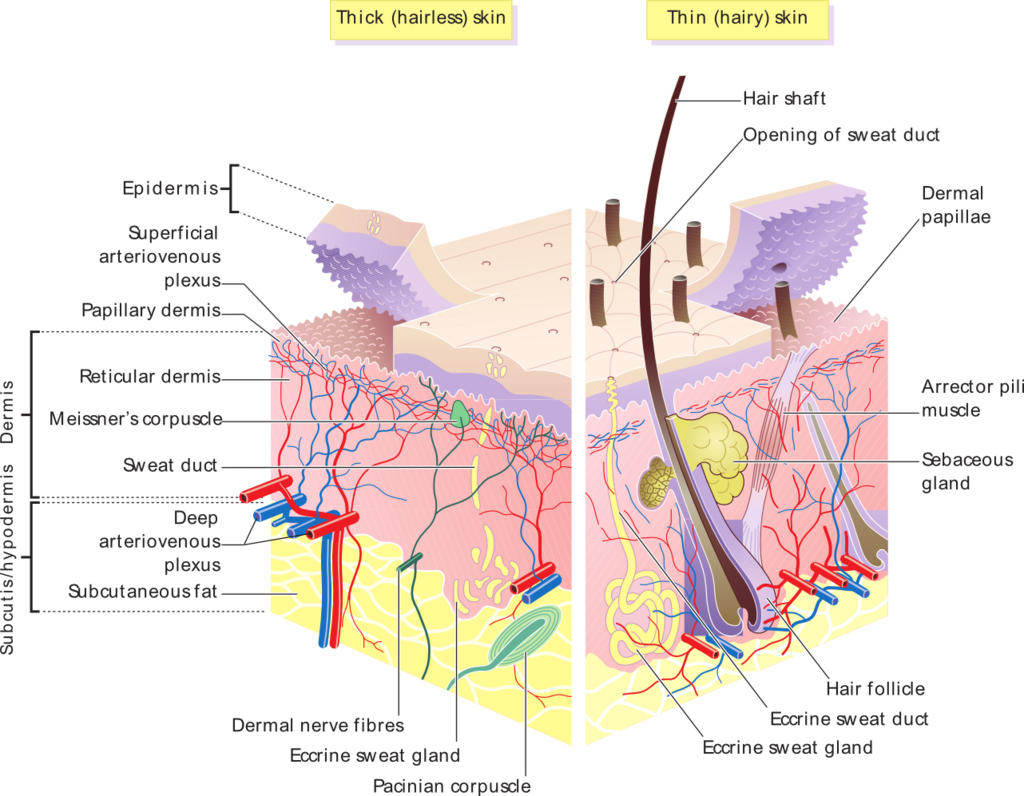 Thick (hairless) skin
Thin (hairy) skin
Hair shaft
Opening of sweat duct
Epidermis
Dermal
papillae
Superficial
arteriovenous
plexus
Papillary dermis
Reticular dermis
Meissner's corpuscle
Sweat duct
Deep
arteriovenous
plexus
Subcutaneous fat
Dermis
Subcutis/hypodermis
Arrector pili
muscle
Sebaceous
gland
Hair follicle
Eccrine sweat duct
Eccrine sweat gland
Dermal nerve fibres
Eccrine sweat gland
Pacinian corpuscle